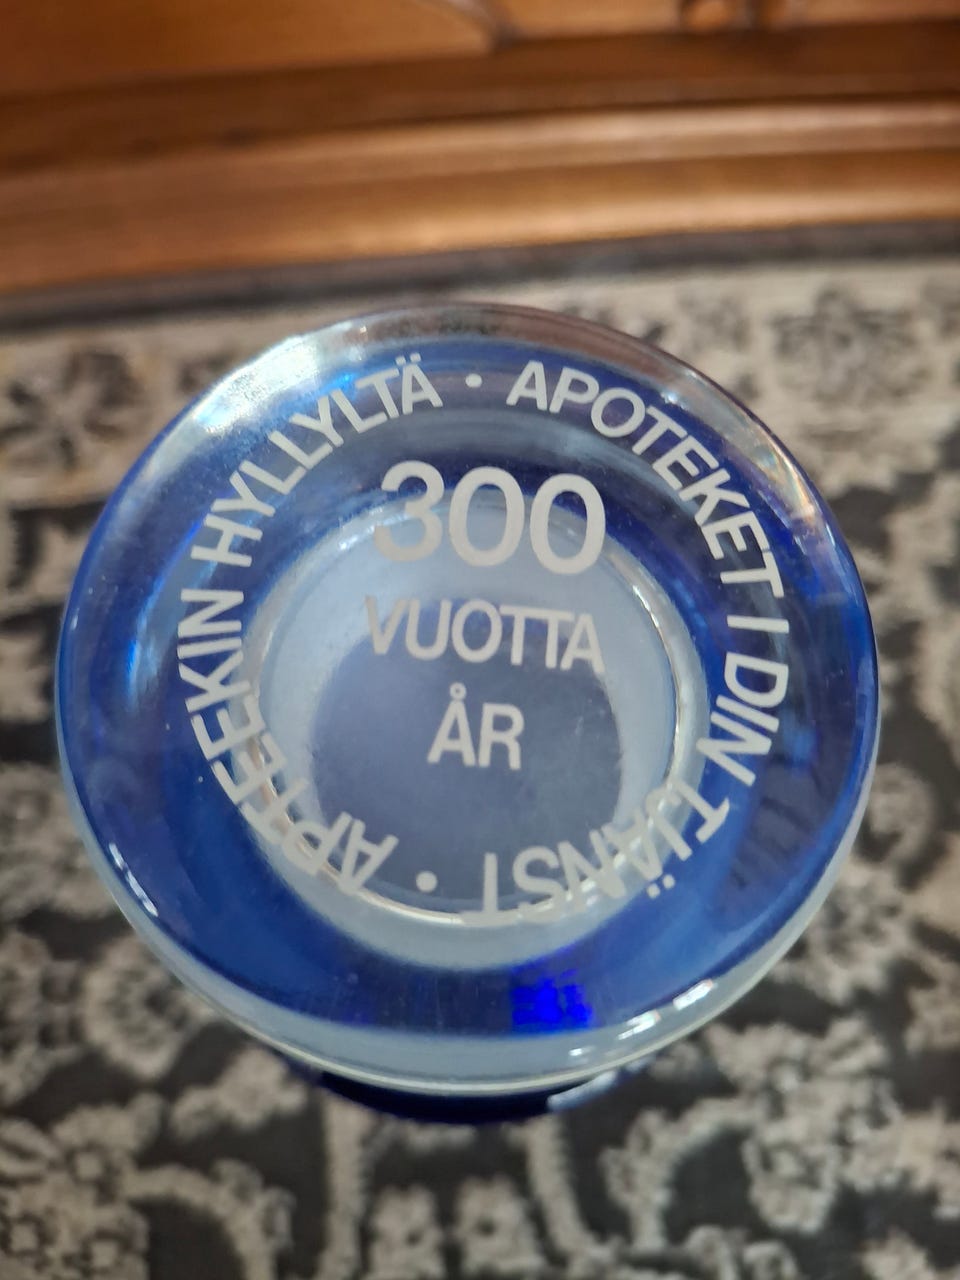 APTEEKIN HYLLYLTÄ • APOTEKET I DIN TJÄNST •
300
VUOTTA
ÅR